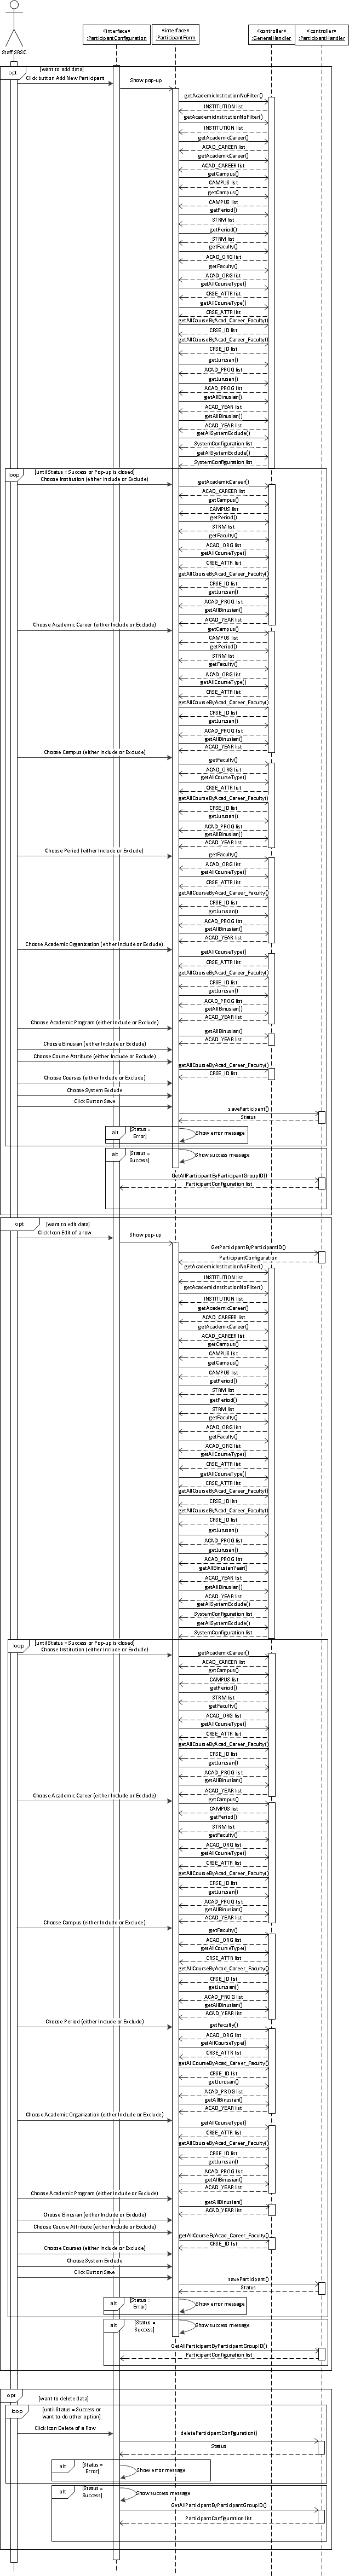 «interface»
:ParticipantConfiguration
«interface»
:ParticipantForm
«controller»
:GeneralHandler
«controller»
:ParticipantHandler
Staff SRSC
opt
[want to add data]
Click button Add New Participant
Show pop-up
getAcademicInstitutionNoFilter()
INSTITUTION list
getAcademicInstitutionNoFilter()
INSTITUTION list
getAcademicCareer()
ACAD_CAREER list
getAcademicCareer()
ACAD_CAREER list
getCampus()
CAMPUS list
getCampus()
CAMPUS list
getPeriod()
STRM list
getPeriod()
STRM list
getFaculty()
ACAD_ORG list
getFaculty()
ACAD_ORG list
getAllCourseType()
CRSE_ATTR list
getAllCourseType()
CRSE_ATTR list
getAllCourseByAcad_Career_Faculty()
CRSE_ID list
getAllCourseByAcad_Career_Faculty()
CRSE_ID list
getJurusan()
ACAD_PROG list
getJurusan()
ACAD_PROG list
getAllBinusian()
ACAD_YEAR list
getAllBinusian()
ACAD_YEAR list
getAllSystemExclude()
SystemConfiguration list
getAllSystemExclude()
SystemConfiguration list
loop
[until Status = Success or Pop-up is closed]
Choose Institution (either Include or Exclude)
getAcademicCareer()
ACAD_CAREER list
getCampus()
CAMPUS list
getPeriod()
STRM list
getFaculty()
ACAD_ORG list
getAllCourseType()
CRSE_ATTR list
getAllCourseByAcad_Career_Faculty()
CRSE_ID list
getJurusan()
ACAD_PROG list
getAllBinusian()
ACAD_YEAR list
Choose Academic Career (either Include or Exclude)
getCampus()
CAMPUS list
getPeriod()
STRM list
getFaculty()
ACAD_ORG list
getAllCourseType()
CRSE_ATTR list
getAllCourseByAcad_Career_Faculty()
CRSE_ID list
getJurusan()
ACAD_PROG list
getAllBinusian()
ACAD_YEAR list
Choose Campus (either Include or Exclude)
getFaculty()
ACAD_ORG list
getAllCourseType()
CRSE_ATTR list
getAllCourseByAcad_Career_Faculty()
CRSE_ID list
getJurusan()
ACAD_PROG list
getAllBinusian()
ACAD_YEAR list
Choose Period (either Include or Exclude)
getFaculty()
ACAD_ORG list
getAllCourseType()
CRSE_ATTR list
getAllCourseByAcad_Career_Faculty()
CRSE_ID list
getJurusan()
ACAD_PROG list
getAllBinusian()
ACAD_YEAR list
Choose Academic Organization (either Include or Exclude)
getAllCourseType()
CRSE_ATTR list
getAllCourseByAcad_Career_Faculty()
CRSE_ID list
getJurusan()
ACAD_PROG list
getAllBinusian()
ACAD_YEAR list
Choose Academic Program (either Include or Exclude)
getAllBinusian()
ACAD_YEAR list
Choose Binusian (either Include or Exclude)
Choose Course Attribute (either Include or Exclude)
getAllCourseByAcad_Career_Faculty()
CRSE_ID list
Choose Courses (either Include or Exclude)
Choose System Exclude
Click Button Save
saveParticipant()
Status
alt
[Status = Error]
Show error message
alt
[Status = Success]
Show success message
GetAllParticipantByParticipantGroupID()
ParticipantConfiguration list
opt
[want to edit data]
Click Icon Edit of a row
Show pop-up
GetParticipantByParticipantID()
ParticipantConfiguration
getAcademicInstitutionNoFilter()
INSTITUTION list
getAcademicInstitutionNoFilter()
INSTITUTION list
getAcademicCareer()
ACAD_CAREER list
getAcademicCareer()
ACAD_CAREER list
getCampus()
CAMPUS list
getCampus()
CAMPUS list
getPeriod()
STRM list
getPeriod()
STRM list
getFaculty()
ACAD_ORG list
getFaculty()
ACAD_ORG list
getAllCourseType()
CRSE_ATTR list
getAllCourseType()
CRSE_ATTR list
getAllCourseByAcad_Career_Faculty()
CRSE_ID list
getAllCourseByAcad_Career_Faculty()
CRSE_ID list
getJurusan()
ACAD_PROG list
getJurusan()
ACAD_PROG list
getAllBinusianYear()
ACAD_YEAR list
getAllBinusian()
ACAD_YEAR list
getAllSystemExclude()
SystemConfiguration list
getAllSystemExclude()
SystemConfiguration list
loop
[until Status = Success or Pop-up is closed]
Choose Institution (either Include or Exclude)
getAcademicCareer()
ACAD_CAREER list
getCampus()
CAMPUS list
getPeriod()
STRM list
getFaculty()
ACAD_ORG list
getAllCourseType()
CRSE_ATTR list
getAllCourseByAcad_Career_Faculty()
CRSE_ID list
getJurusan()
ACAD_PROG list
getAllBinusian()
ACAD_YEAR list
Choose Academic Career (either Include or Exclude)
getCampus()
CAMPUS list
getPeriod()
STRM list
getFaculty()
ACAD_ORG list
getAllCourseType()
CRSE_ATTR list
getAllCourseByAcad_Career_Faculty()
CRSE_ID list
getJurusan()
ACAD_PROG list
getAllBinusian()
ACAD_YEAR list
Choose Campus (either Include or Exclude)
getFaculty()
ACAD_ORG list
getAllCourseType()
CRSE_ATTR list
getAllCourseByAcad_Career_Faculty()
CRSE_ID list
getJurusan()
ACAD_PROG list
getAllBinusian()
ACAD_YEAR list
Choose Period (either Include or Exclude)
getFaculty()
ACAD_ORG list
getAllCourseType()
CRSE_ATTR list
getAllCourseByAcad_Career_Faculty()
CRSE_ID list
getJurusan()
ACAD_PROG list
getAllBinusian()
ACAD_YEAR list
Choose Academic Organization (either Include or Exclude)
getAllCourseType()
CRSE_ATTR list
getAllCourseByAcad_Career_Faculty()
CRSE_ID list
getJurusan()
ACAD_PROG list
getAllBinusian()
ACAD_YEAR list
Choose Academic Program (either Include or Exclude)
getAllBinusian()
ACAD_YEAR list
Choose Binusian (either Include or Exclude)
Choose Course Attribute (either Include or Exclude)
getAllCourseByAcad_Career_Faculty()
CRSE_ID list
Choose Courses (either Include or Exclude)
Choose System Exclude
Click Button Save
saveParticipant()
Status
alt
[Status = Error]
Show error message
alt
[Status = Success]
Show success message
GetAllParticipantByParticipantGroupID()
ParticipantConfiguration list
opt
[want to delete data]
loop
[until Status = Success or
want to do other option]
Click Icon Delete of a Row
deleteParticipantConfiguration()
Status
alt
[Status = Error]
Show error message
alt
[Status = Success]
Show success message
GetAllParticipantByParticipantGroupID()
ParticipantConfiguration list